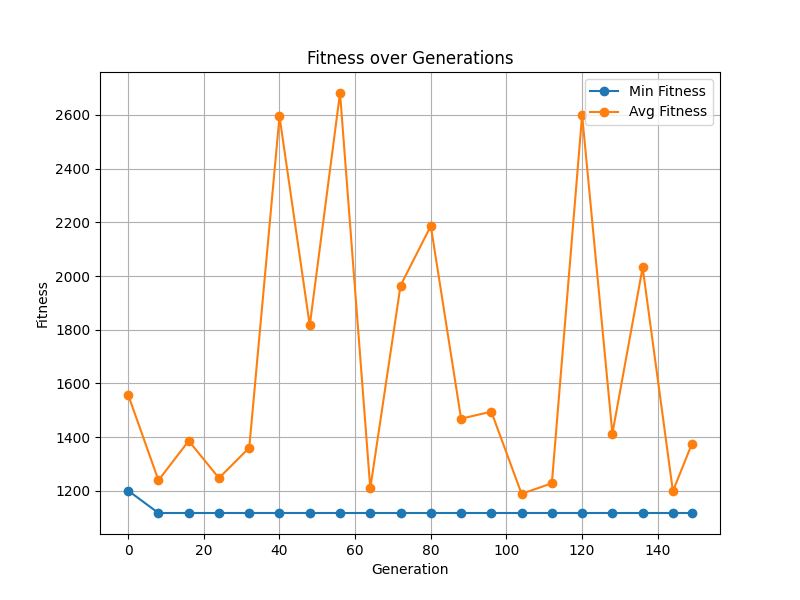 Fitness over Generations
Min Fitness
Avg Fitness
2600
2400
2200
2000
1800
1600
1400
1200
Fitness
0 20 40 60 80 100 120 140
Generation